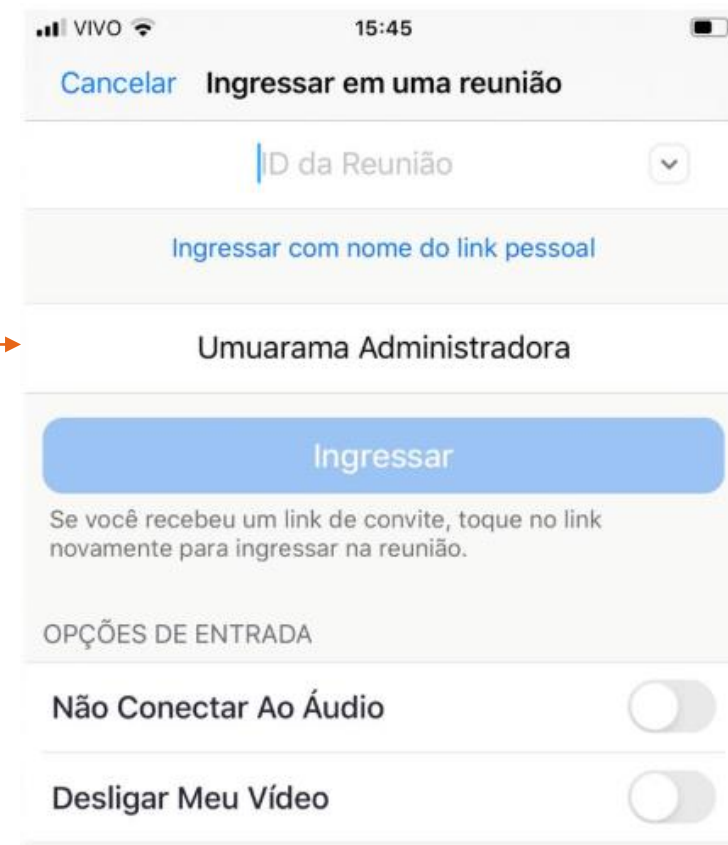 VIVO 15:45
Cancelar Ingressar em uma reunião
ID da Reunião
Ingressar com nome do link pessoal
Umuarama Administradora
Ingressar
Se você recebeu um link de convite, toque no link
novamente para ingressar na reunião.
OPÇÕES DE ENTRADA
Não Conectar Ao Áudio
Desligar Meu Vídeo